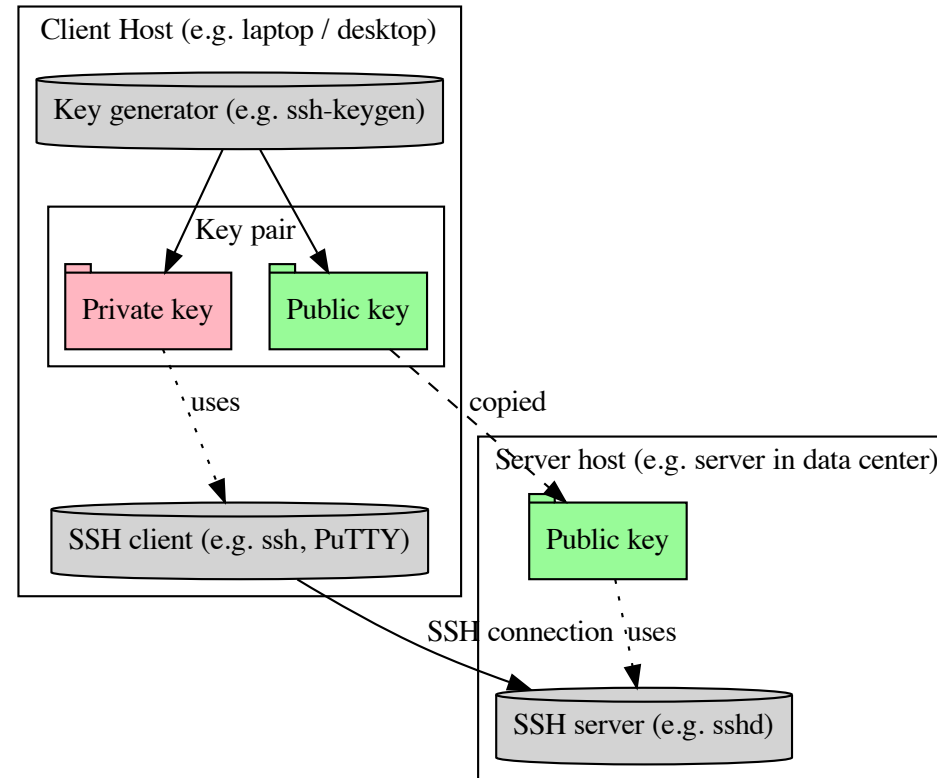 Client Host (e.g. laptop / desktop)
Key generator (e.g. ssh-keygen)
Key pair
Private key
Public key
uses
copied
Server host (e.g. server in data center)
SSH client (e.g. ssh, PuTTY)
Public key
SSH connection
uses
SSH server (e.g. sshd)